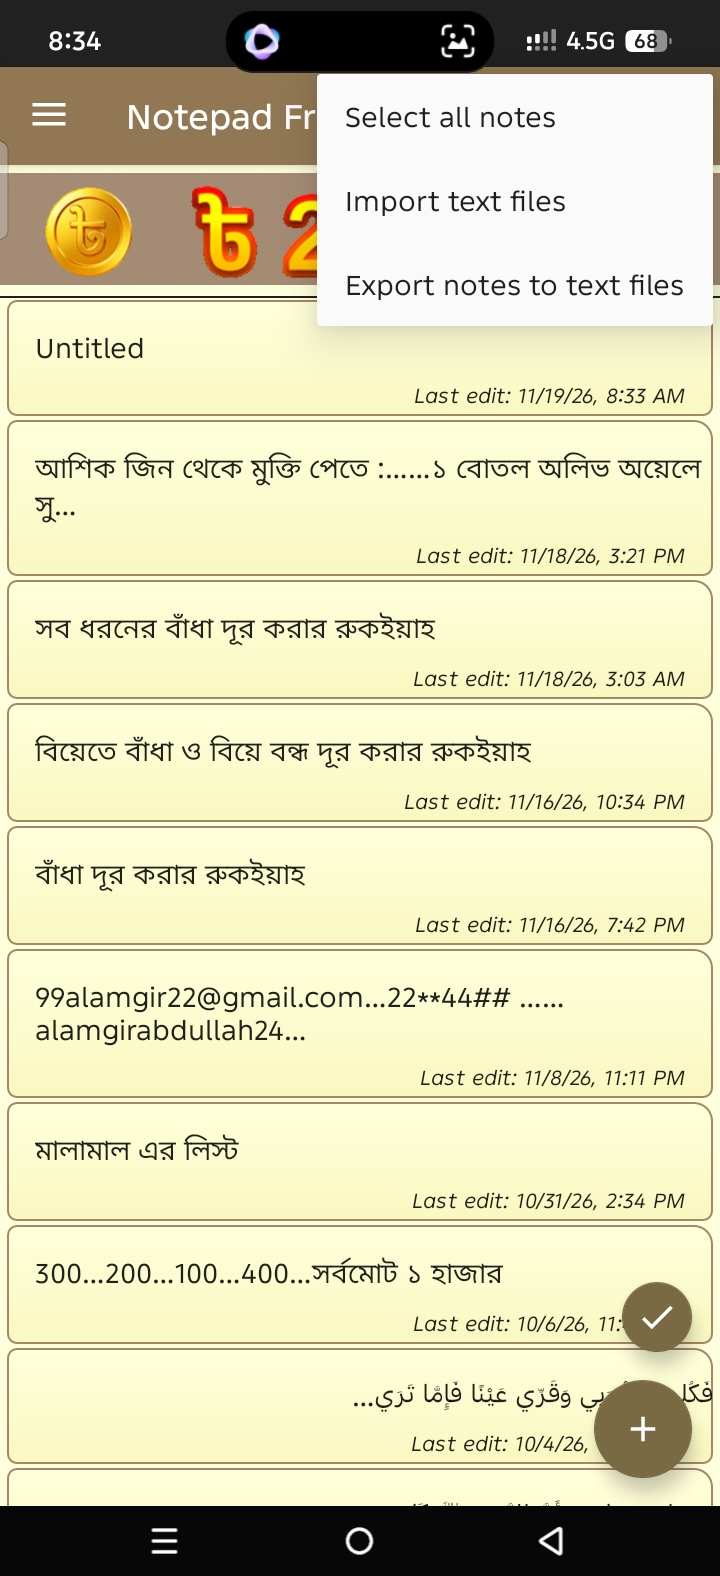 8:34
4.5G 68
Notepad Fr
Select all notes
Import text files
Export notes to text files
৳ 2
Untitled
Last edit: 11/19/26, 8:33 AM
আশিক জিন থেকে মুক্তি পেতে :......১ বোতল অলিভ অয়েলে
সু...
Last edit: 11/18/26, 3:21 PM
সব ধরনের বাঁধা দূর করার রুকইয়াহ
Last edit: 11/18/26, 3:03 AM
বিয়েতে বাঁধা ও বিয়ে বন্ধ দূর করার রুকইয়াহ
Last edit: 11/16/26, 10:34 PM
বাঁধা দূর করার রুকইয়াহ
Last edit: 11/16/26, 7:42 PM
99alamgir22@gmail.com...22**44## ......
alamgirabdullah24...
Last edit: 11/8/26, 11:11 PM
মালামাল এর লিস্ট
Last edit: 10/31/26, 2:34 PM
300...200...100...400...সর্বমোট ১ হাজার
Last edit: 10/6/26, 11:
وَقَرِّي عَيْنًا فَإِمَّا تَرَي...
Last edit: 10/4/26,